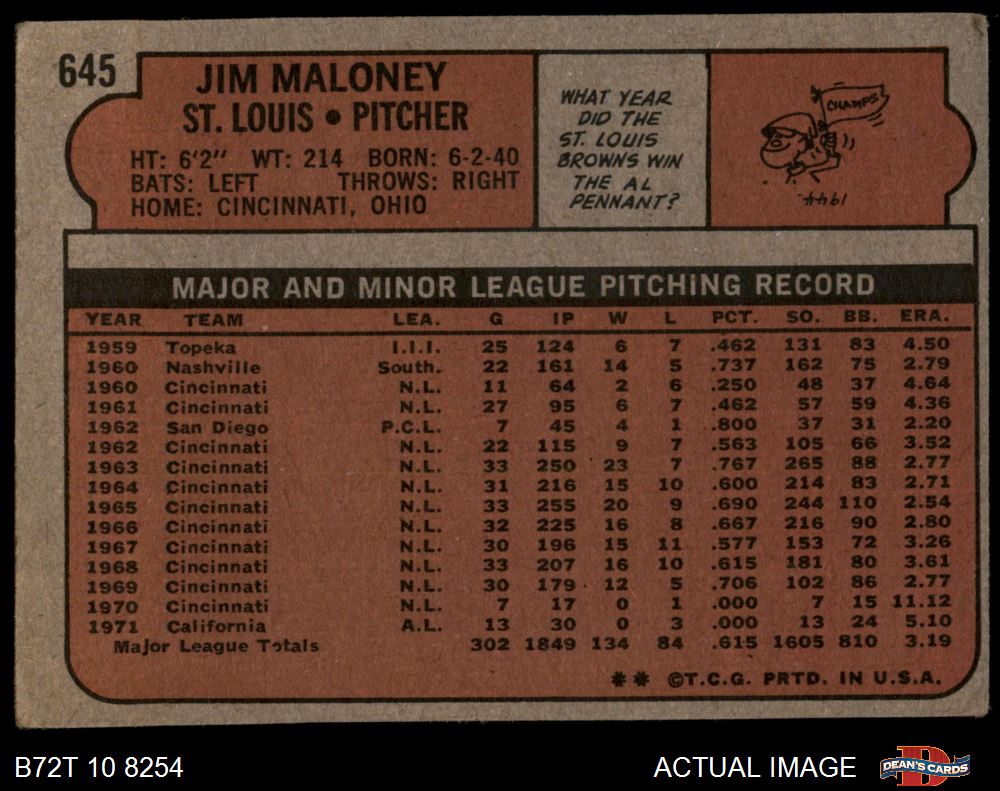 645
JIM MALONEY
ST. LOUIS • PITCHER
HT: 6'2" WT: 214 BORN: 6-2-40
BATS: LEFT THROWS: RIGHT
HOME: CINCINNATI, OHIO
WHAT YEAR
DID THE
ST. LOUIS
BROWNS WIN
THE AL
PENNANT?
CHAMPS
1944.
MAJOR AND MINOR LEAGUE PITCHING RECORD
YEAR TEAM LEA. G IP W L PCT. SO. BB. ERA.
1959 Topeka I.I.I. 25 124 6 7 .462 131 83 4.50
1960 Nashville South. 22 161 14 5 .737 162 75 2.79
1960 Cincinnati N.L. 11 64 2 6 .250 48 37 4.64
1961 Cincinnati N.L. 27 95 6 7 .462 57 59 4.36
1962 San Diego P.C.L. 7 45 4 1 .800 37 31 2.20
1962 Cincinnati N.L. 22 115 9 7 .563 105 66 3.52
1963 Cincinnati N.L. 33 250 23 7 .767 265 88 2.77
1964 Cincinnati N.L. 31 216 15 10 .600 214 83 2.71
1965 Cincinnati N.L. 33 255 20 9 .690 244 110 2.54
1966 Cincinnati N.L. 32 225 16 8 .667 216 90 2.80
1967 Cincinnati N.L. 30 196 15 11 .577 153 72 3.26
1968 Cincinnati N.L. 33 207 16 10 .615 181 80 3.61
1969 Cincinnati N.L. 30 179 12 5 .706 102 86 2.77
1970 Cincinnati N.L. 7 17 0 1 .000 7 15 11.12
1971 California A.L. 13 30 0 3 .000 13 24 5.10
Major League Totals 302 1849 134 84 .615 1605 810 3.19
** ©T.C.G. PRTD. IN U.S.A.
B72T 10 8254
ACTUAL IMAGE
D
DEAN'S CARDS